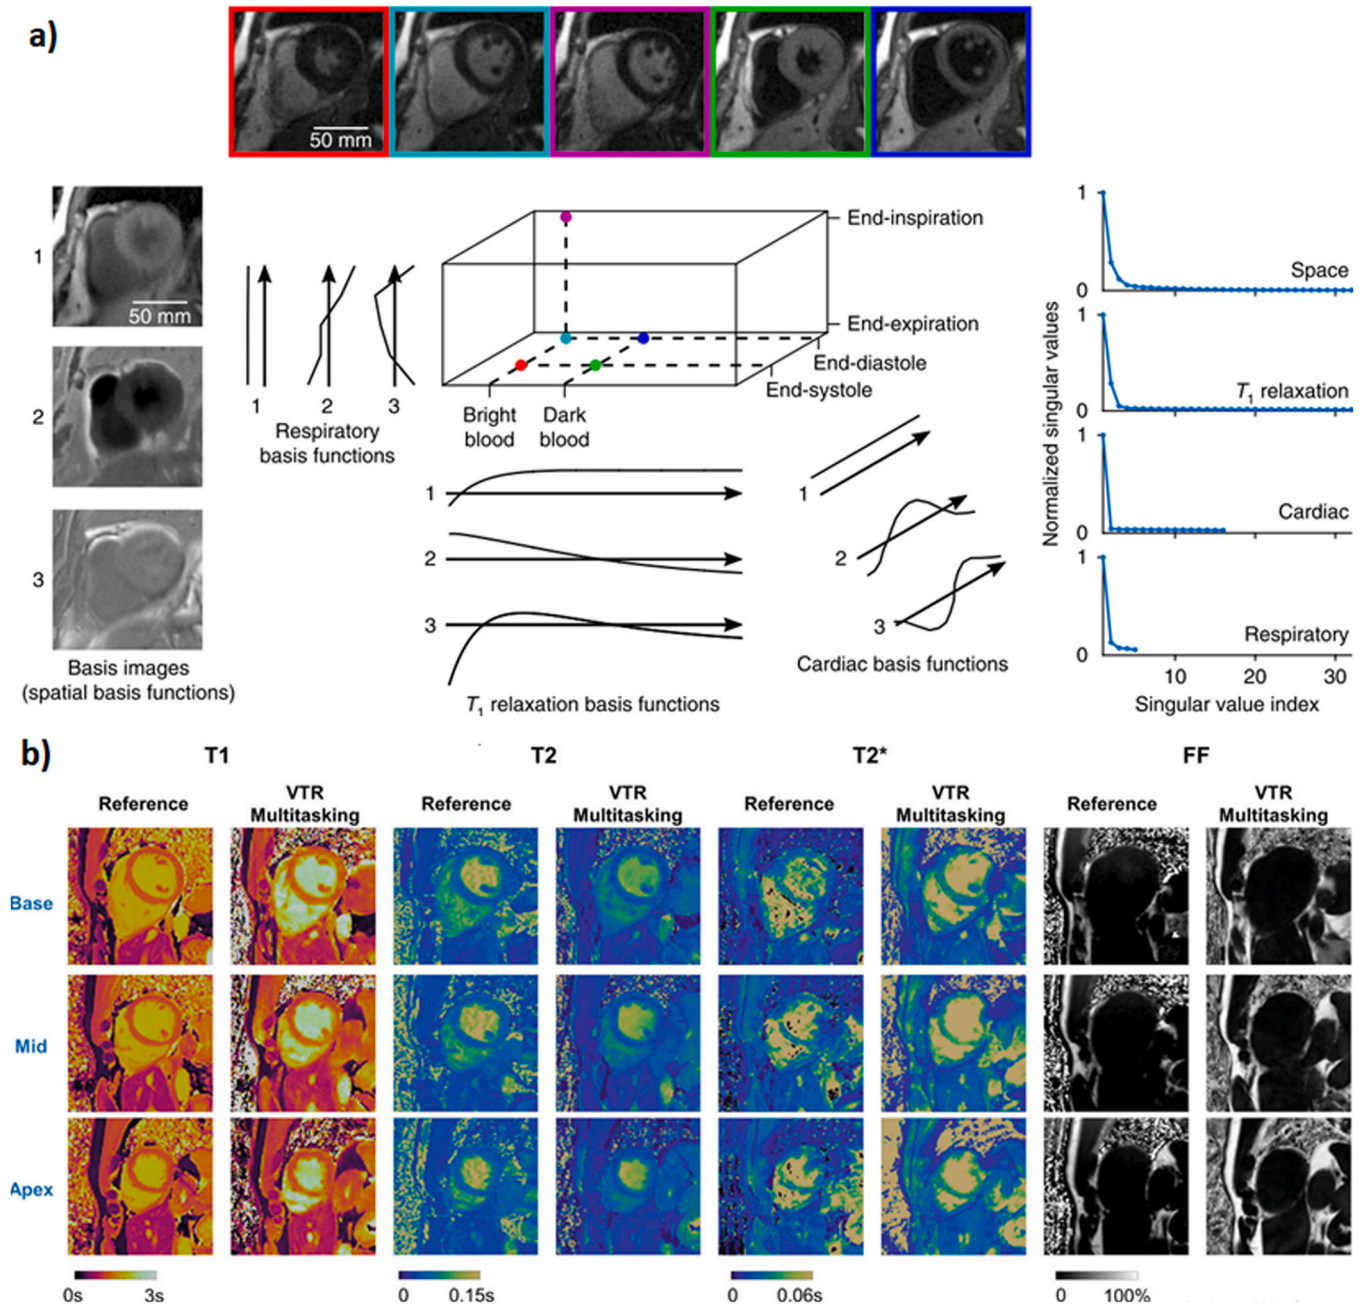 a)
50 mm
1
50 mm
2
3
Basis images
(spatial basis functions)
1
2
3
Respiratory
basis functions
End-inspiration
End-expiration
End-diastole
End-systole
Bright
blood
Dark
blood
1
2
3
T1 relaxation basis functions
1
2
3
Cardiac basis functions
Normalized singular values
1
0
Space
1
0
T1 relaxation
1
0
Cardiac
1
0
Respiratory
10
20
30
Singular value index
b)
T1
T2
T2*
FF
Reference
VTR
Multitasking
Reference
VTR
Multitasking
Reference
VTR
Multitasking
Reference
VTR
Multitasking
Base
Mid
Apex
0s
3s
0
0.15s
0
0.06s
0
100%